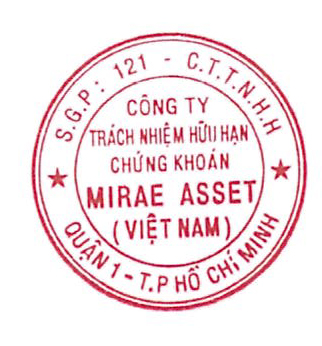 S.G.P: 121 - C.T.T.N.H.H
CÔNG TY
TRÁCH NHIỆM HỮU HẠN
CHỨNG KHOÁN
MIRAE ASSET
(VIỆT NAM)
QUẬN 1 - T.P HỒ CHÍ MINH